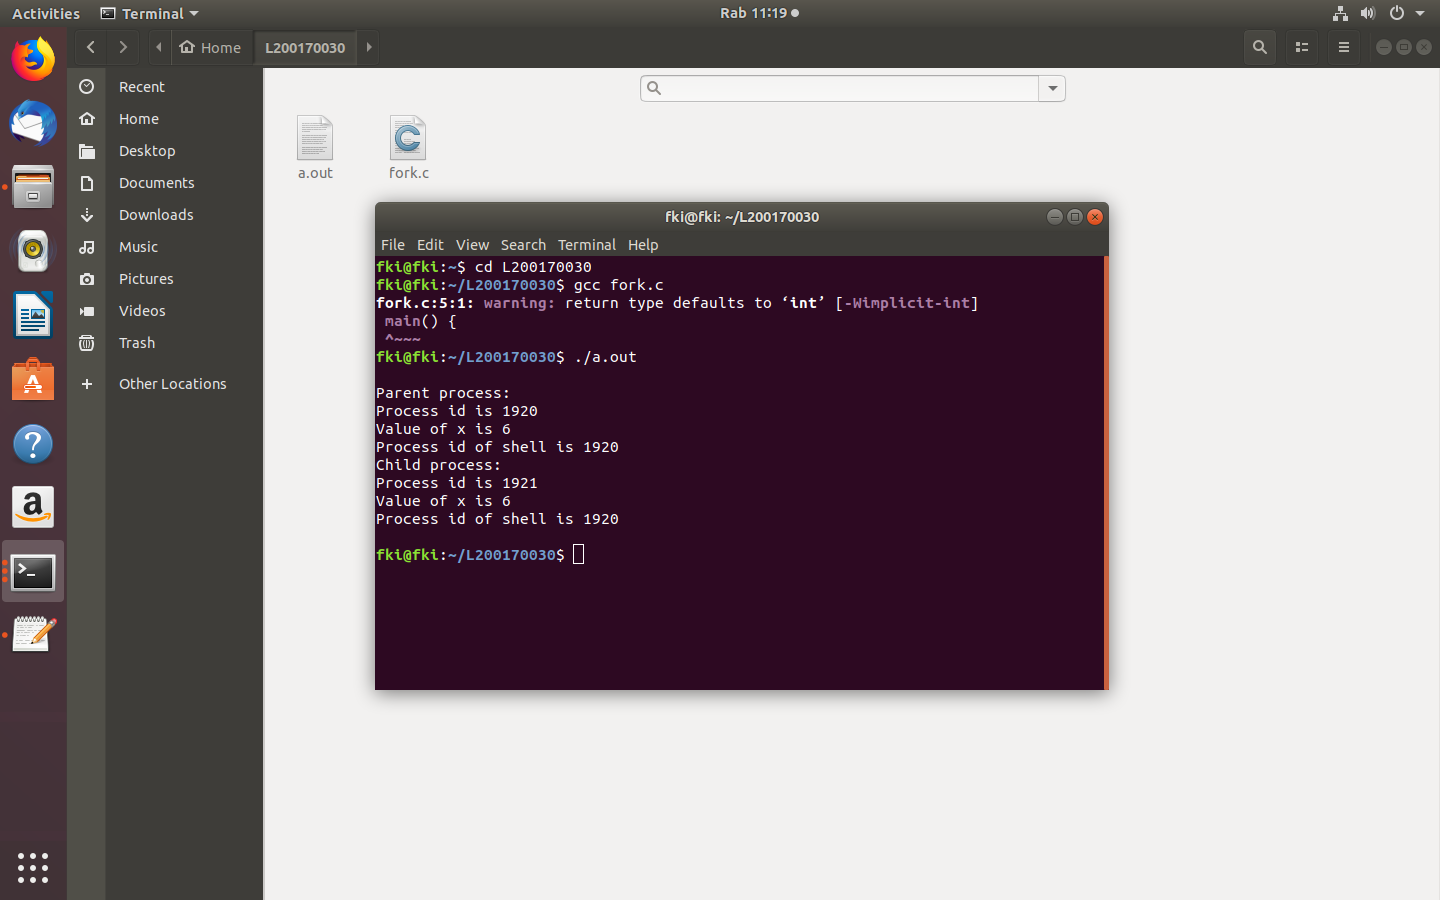 Activities Terminal Rab 11:19
Home L200170030
Recent
Home
Desktop
Documents
Downloads
Music
Pictures
Videos
Trash
Other Locations
a.out fork.c
fki@fki: ~/L200170030
File Edit View Search Terminal Help
fki@fki:~$ cd L200170030
fki@fki:~/L200170030$ gcc fork.c
fork.c:5:1: warning: return type defaults to ‘int’ [-Wimplicit-int]
main() {
^~~~
fki@fki:~/L200170030$ ./a.out
Parent process:
Process id is 1920
Value of x is 6
Process id of shell is 1920
Child process:
Process id is 1921
Value of x is 6
Process id of shell is 1920
fki@fki:~/L200170030$